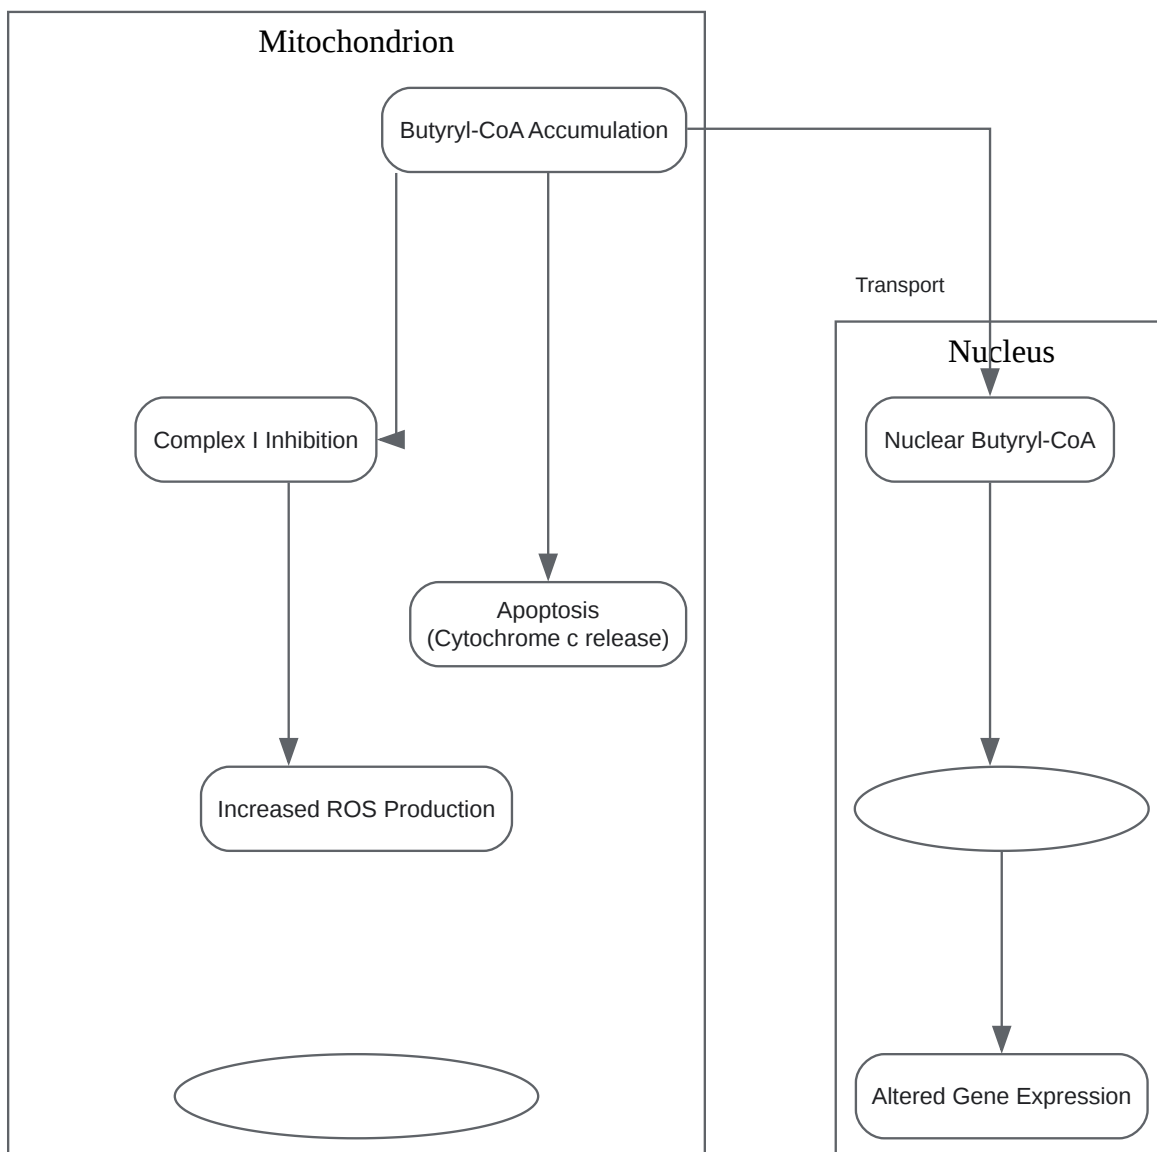 Mitochondrion
Butyryl-CoA Accumulation
Transport
Nucleus
Complex I Inhibition
Nuclear Butyryl-CoA
Apoptosis
(Cytochrome c release)
Increased ROS Production
Altered Gene Expression